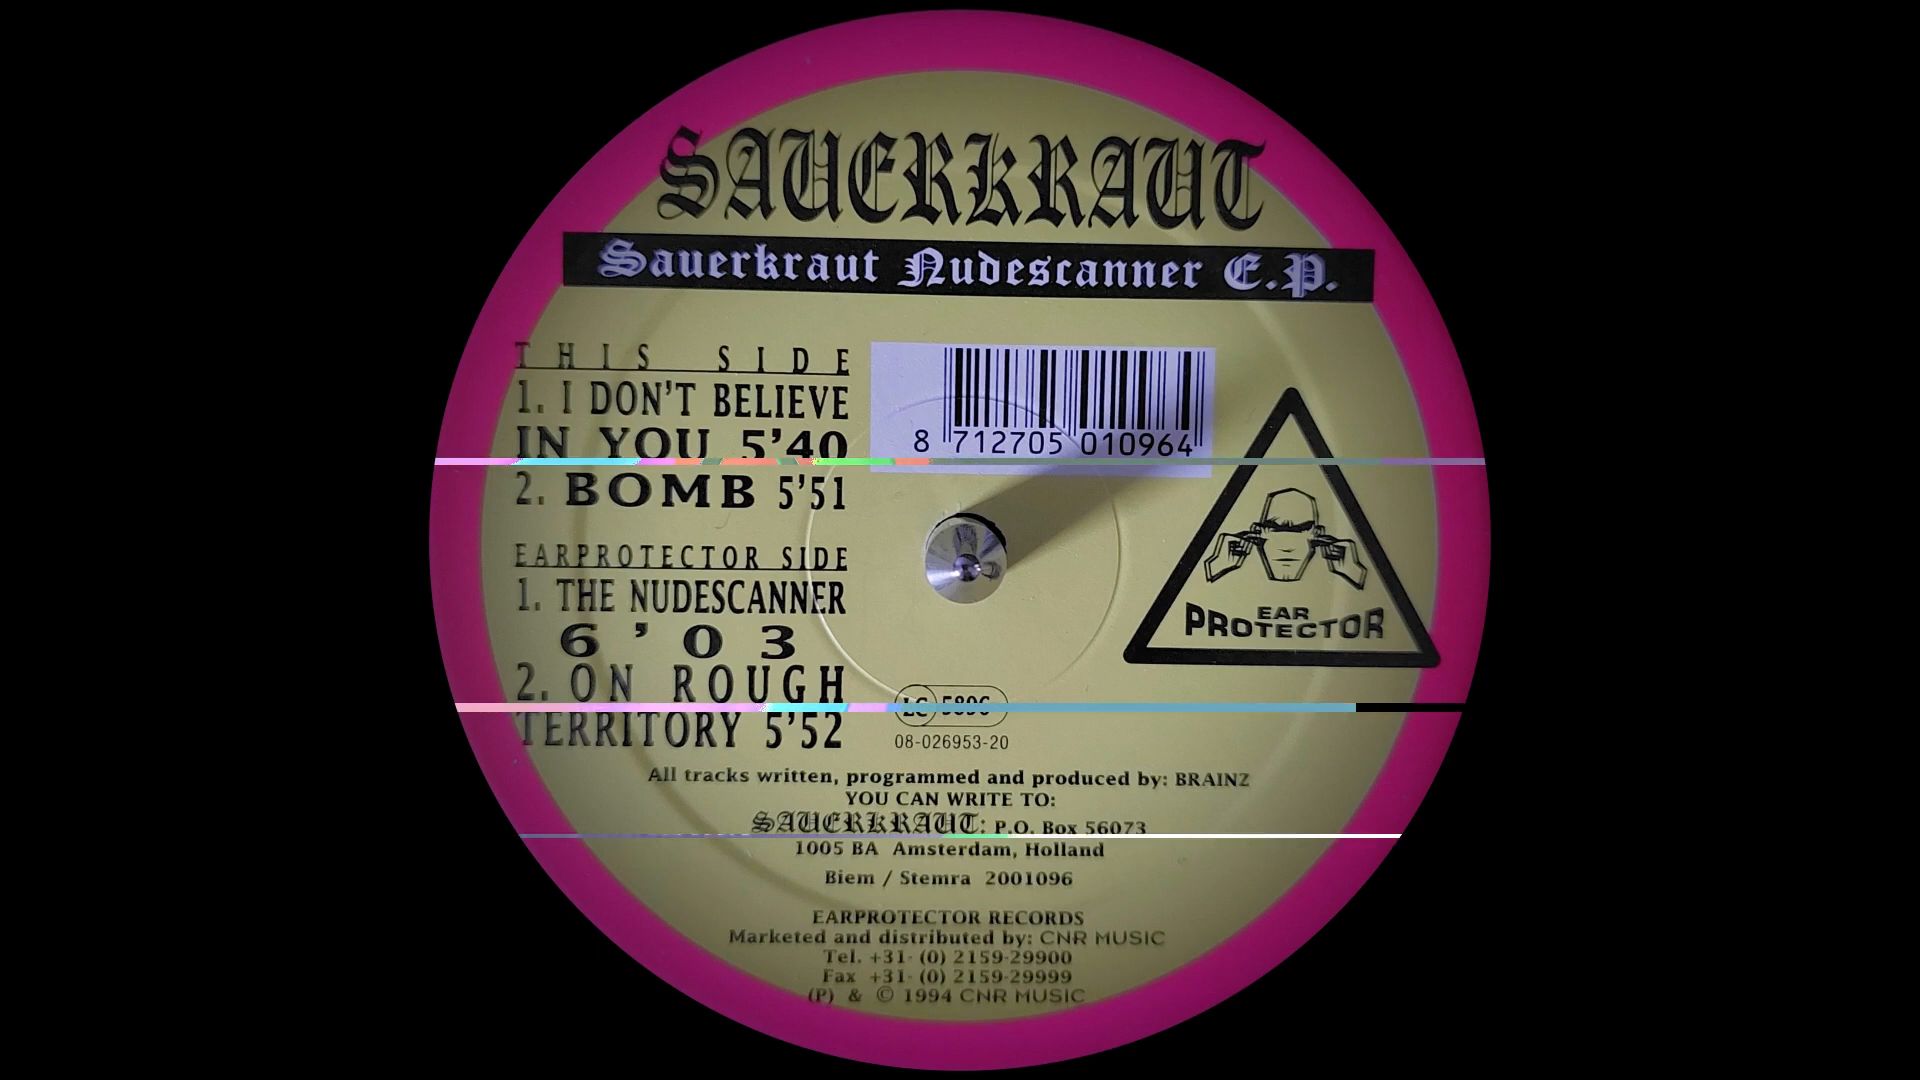 SAUERKRAUT
Sauerkraut Nudescanner E.P.
THIS SIDE
1. I DON'T BELIEVE
IN YOU 5'40
2. BOMB 5'51
EARPROTECTOR SIDE
1. THE NUDESCANNER
6'03
2. ON ROUGH
TERRITORY 5'52
8 712705 010964
EAR
PROTECTOR
LC 5896
08-026953-20
All tracks written, programmed and produced by: BRAINZ
YOU CAN WRITE TO:
SAUERKRAUT: P.O. Box 56073
1005 BA Amsterdam, Holland
Biem / Stemra 2001096
EARPROTECTOR RECORDS
Marketed and distributed by: CNR MUSIC
Tel. +31- (0) 2159-29900
Fax +31- (0) 2159-29999
(P) & © 1994 CNR MUSIC